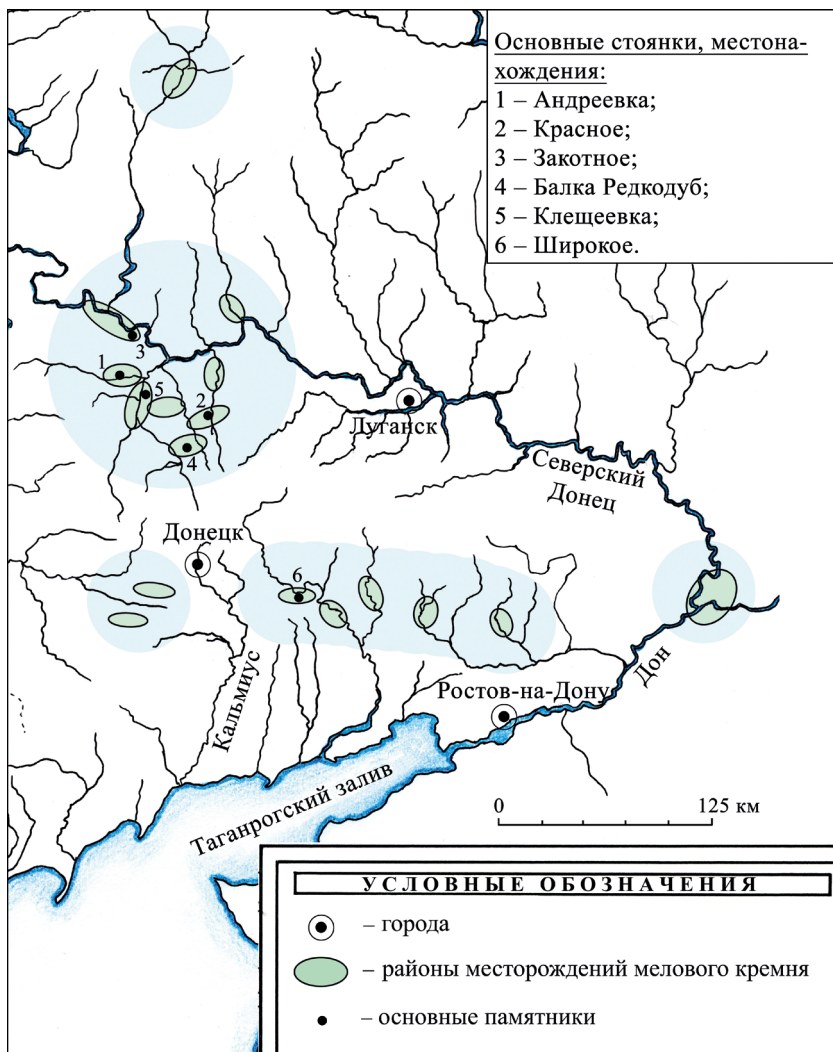 Основные стоянки, местона-
хождения:
1 – Андреевка;
2 – Красное;
3 – Закотное;
4 – Балка Редкодуб;
5 – Клещеевка;
6 – Широкое.
3
1
5
2
4
Луганск
Северский
Донец
Донецк
6
Кальмиус
Ростов-на-Дону
Дон
Таганрогский залив
0 125 км
УСЛОВНЫЕ ОБОЗНАЧЕНИЯ
– города
– районы месторождений мелового кремня
– основные памятники